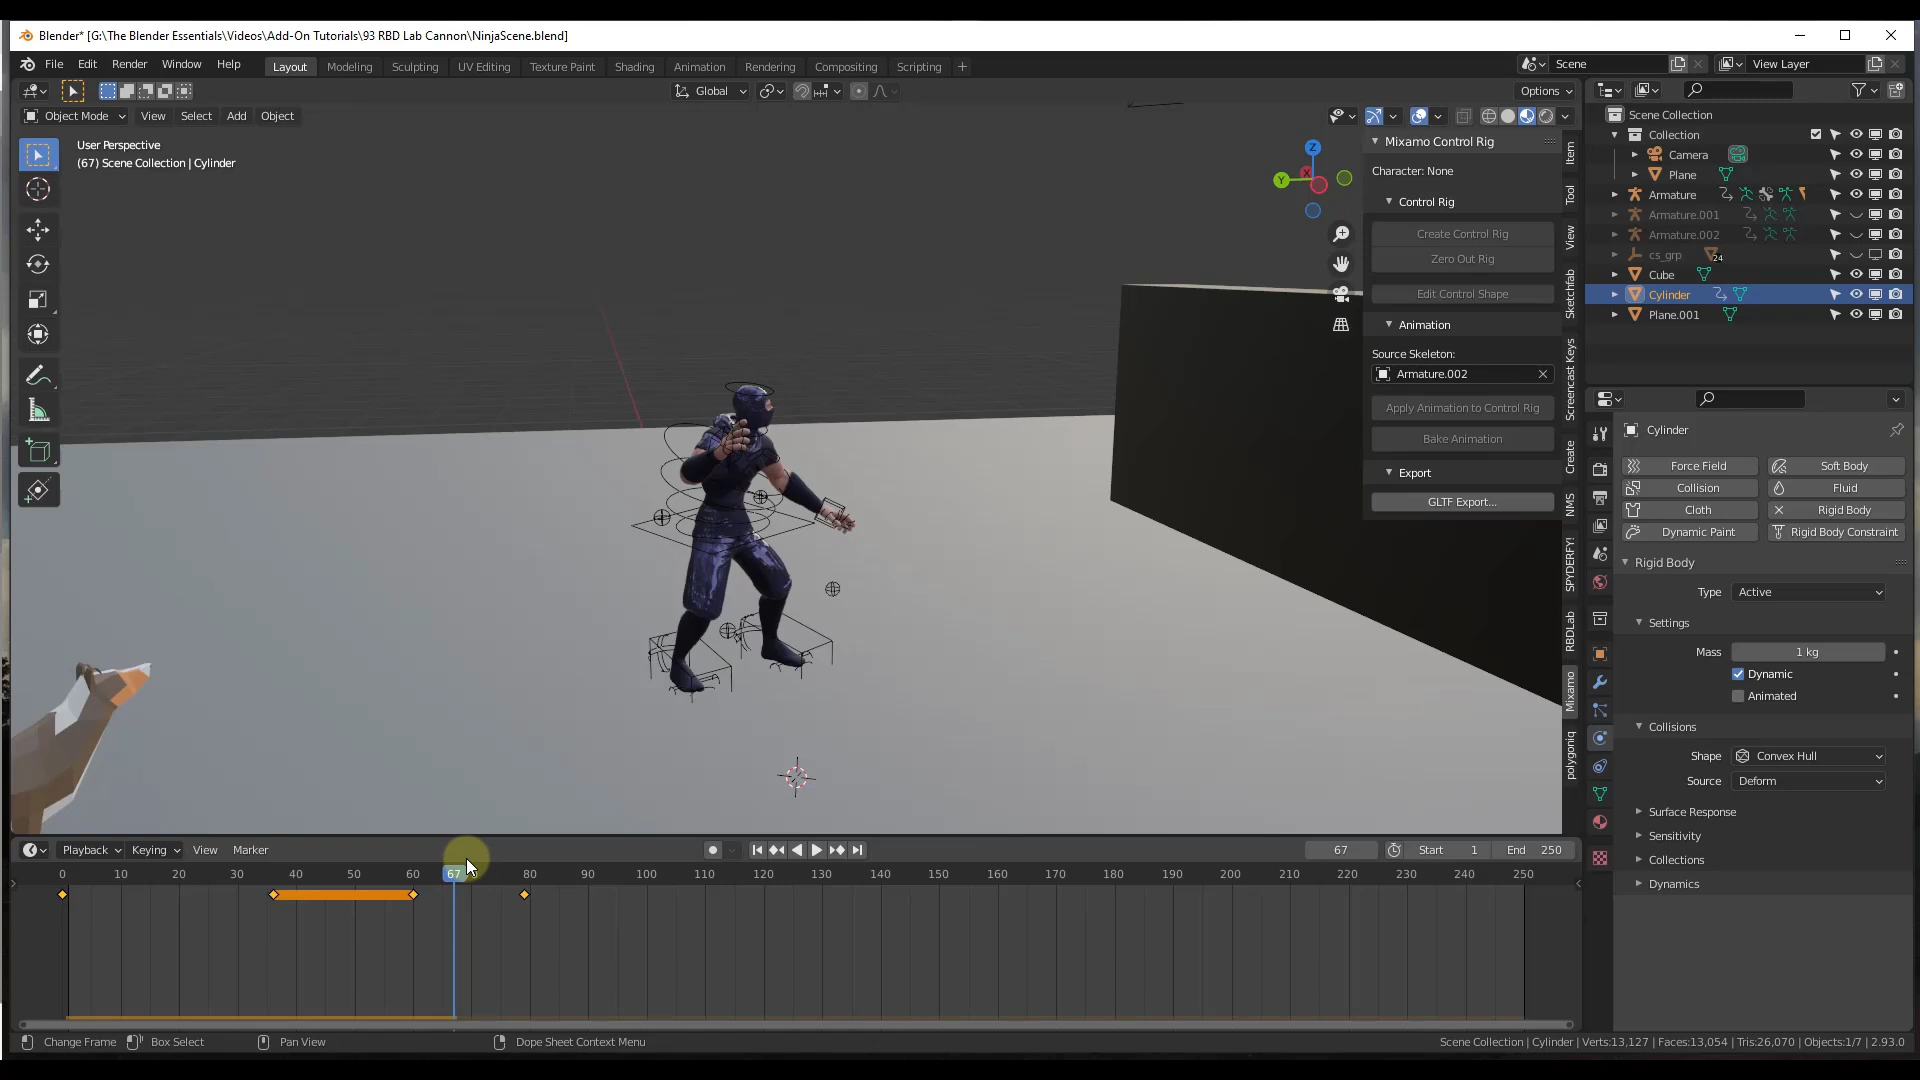 Blender* [G:\The Blender Essentials\Videos\Add-On Tutorials\93 RBD Lab Cannon\NinjaScene.blend]
File Edit Render Window Help Layout Modeling Sculpting UV Editing Texture Paint Shading Animation Rendering Compositing Scripting + Scene View Layer
Global Options
Object Mode View Select Add Object
User Perspective
(67) Scene Collection | Cylinder
Z
Y
X
Mixamo Control Rig
Character: None
Control Rig
Create Control Rig
Zero Out Rig
Edit Control Shape
Animation
Source Skeleton:
Armature.002
Apply Animation to Control Rig
Bake Animation
Export
GLTF Export...
Item
Tool
View
Sketchfab
Screencast Keys
Create
NMS
SPYDERFY!
RBDLab
Mixamo
polygoniq
Scene Collection
Collection
Camera
Plane
Armature
Armature.001
Armature.002
cs_grp 24
Cube
Cylinder
Plane.001
Cylinder
Force Field Soft Body
Collision Fluid
Cloth Rigid Body
Dynamic Paint Rigid Body Constraint
Rigid Body
Type Active
Settings
Mass 1 kg
Dynamic
Animated
Collisions
Shape Convex Hull
Source Deform
Surface Response
Sensitivity
Collections
Dynamics
Playback Keying View Marker 67 Start 1 End 250
0 10 20 30 40 50 60 67 80 90 100 110 120 130 140 150 160 170 180 190 200 210 220 230 240 250
Change Frame Box Select Pan View Dope Sheet Context Menu Scene Collection | Cylinder | Verts:13,127 | Faces:13,054 | Tris:26,070 | Objects:1/7 | 2.93.0